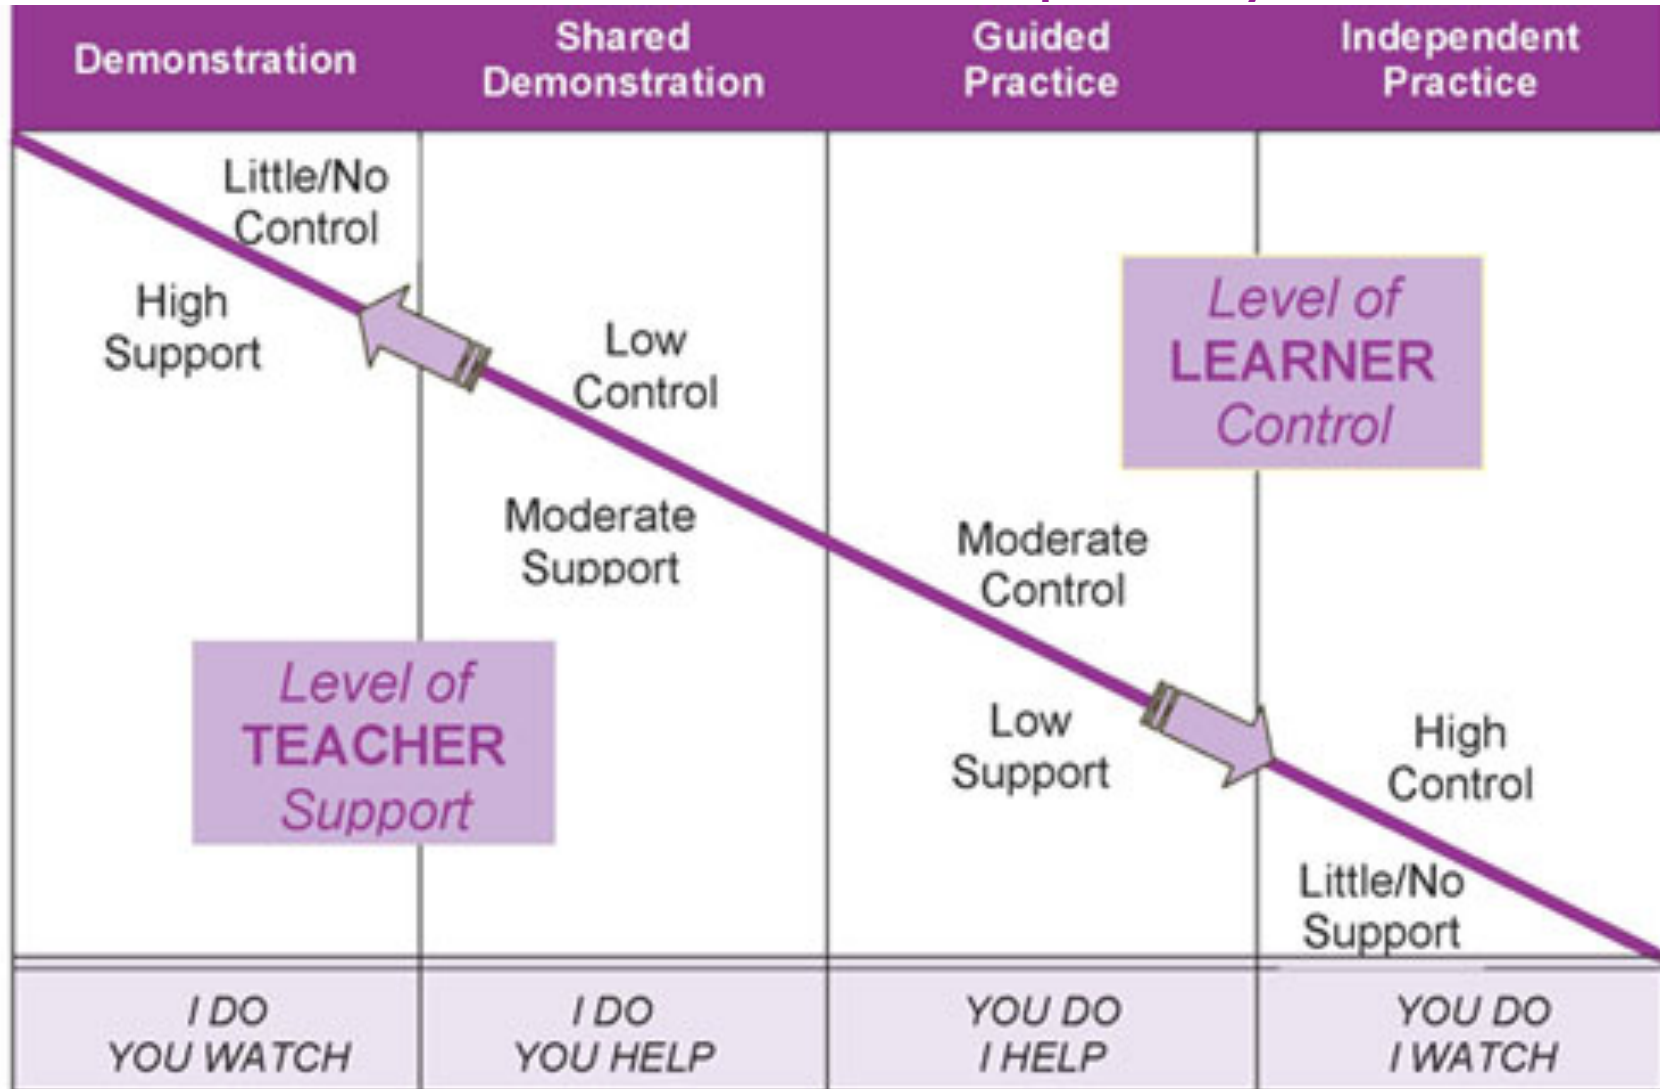 Demonstration
Shared
Demonstration
Guided
Practice
Independent
Practice
Little/No
Control
High
Support
Low
Control
Moderate
Support
Level of
LEARNER
Control
Moderate
Control
Low
Support
Level of
TEACHER
Support
High
Control
Little/No
Support
I DO
YOU WATCH
I DO
YOU HELP
YOU DO
I HELP
YOU DO
I WATCH